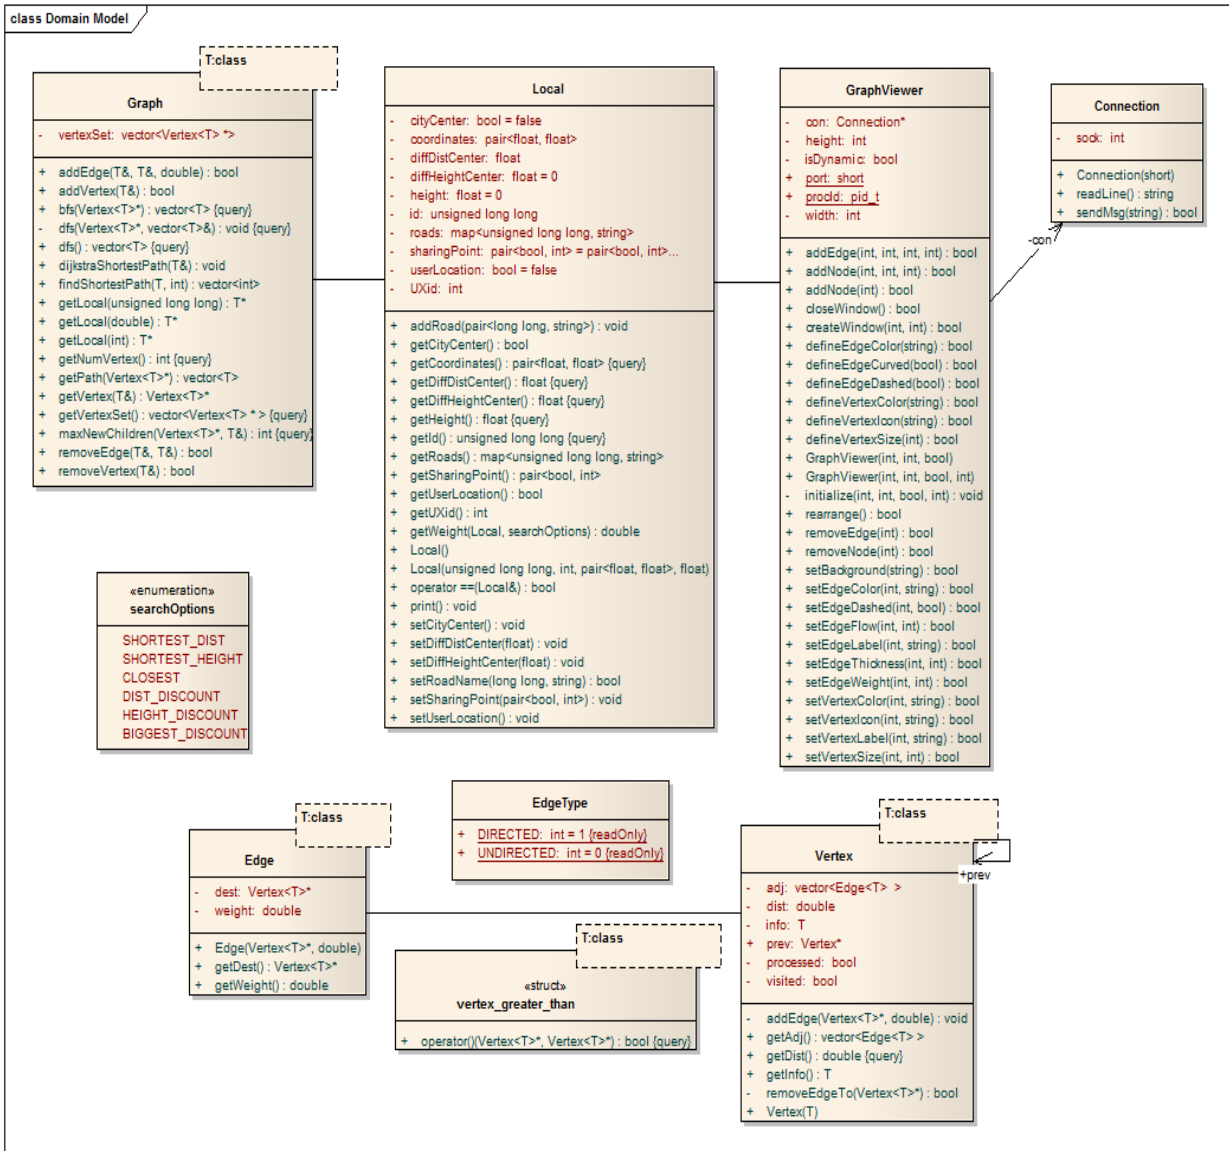 class Domain Model
T:class
Graph
- vertexSet: vector<Vertex<T> *>
+ addEdge(T&, T&, double) : bool
+ addVertex(T&) : bool
+ bfs(Vertex<T>*) : vector<T> {query}
- dfs(Vertex<T>*, vector<T>&) : void {query}
+ dfs() : vector<T> {query}
+ dijkstraShortestPath(T&) : void
+ findShortestPath(T, int) : vector<int>
+ getLocal(unsigned long long) : T*
+ getLocal(double) : T*
+ getLocal(int) : T*
+ getNumVertex() : int {query}
+ getPath(Vertex<T>*) : vector<T>
+ getVertex(T&) : Vertex<T>*
+ getVertexSet() : vector<Vertex<T> * > {query}
+ maxNewChildren(Vertex<T>*, T&) : int {query}
+ removeEdge(T&, T&) : bool
+ removeVertex(T&) : bool
Local
- cityCenter: bool = false
- coordinates: pair<float, float>
- diffDistCenter: float
- diffHeightCenter: float = 0
- height: float = 0
- id: unsigned long long
- roads: map<unsigned long long, string>
- sharingPoint: pair<bool, int> = pair<bool, int>...
- userLocation: bool = false
- UXid: int
+ addRoad(pair<long long, string>) : void
+ getCityCenter() : bool
+ getCoordinates() : pair<float, float> {query}
+ getDiffDistCenter() : float {query}
+ getDiffHeightCenter() : float {query}
+ getHeight() : float {query}
+ getId() : unsigned long long {query}
+ getRoads() : map<unsigned long long, string>
+ getSharingPoint() : pair<bool, int>
+ getUserLocation() : bool
+ getUXid() : int
+ getWeight(Local, searchOptions) : double
+ Local()
+ Local(unsigned long long, int, pair<float, float>, float)
+ operator ==(Local&) : bool
+ print() : void
+ setCityCenter() : void
+ setDiffDistCenter(float) : void
+ setDiffHeightCenter(float) : void
+ setRoadName(long long, string) : bool
+ setSharingPoint(pair<bool, int>) : void
+ setUserLocation() : void
GraphViewer
- con: Connection*
- height: int
- isDynamic: bool
+ port: short
+ procId: pid_t
- width: int
+ addEdge(int, int, int, int) : bool
+ addNode(int, int, int) : bool
+ addNode(int) : bool
+ closeWindow() : bool
+ createWindow(int, int) : bool
+ defineEdgeColor(string) : bool
+ defineEdgeCurved(bool) : bool
+ defineEdgeDashed(bool) : bool
+ defineVertexColor(string) : bool
+ defineVertexIcon(string) : bool
+ defineVertexSize(int) : bool
+ GraphViewer(int, int, bool)
+ GraphViewer(int, int, bool, int)
- initialize(int, int, bool, int) : void
+ rearrange() : bool
+ removeEdge(int) : bool
+ removeNode(int) : bool
+ setBackground(string) : bool
+ setEdgeColor(int, string) : bool
+ setEdgeDashed(int, bool) : bool
+ setEdgeFlow(int, int) : bool
+ setEdgeLabel(int, string) : bool
+ setEdgeThickness(int, int) : bool
+ setEdgeWeight(int, int) : bool
+ setVertexColor(int, string) : bool
+ setVertexIcon(int, string) : bool
+ setVertexLabel(int, string) : bool
+ setVertexSize(int, int) : bool
Connection
- sock: int
+ Connection(short)
+ readLine() : string
+ sendMsg(string) : bool
-con
«enumeration»
searchOptions
SHORTEST_DIST
SHORTEST_HEIGHT
CLOSEST
DIST_DISCOUNT
HEIGHT_DISCOUNT
BIGGEST_DISCOUNT
EdgeType
+ DIRECTED: int = 1 {readOnly}
+ UNDIRECTED: int = 0 {readOnly}
T:class
Edge
- dest: Vertex<T>*
- weight: double
+ Edge(Vertex<T>*, double)
+ getDest() : Vertex<T>*
+ getWeight() : double
T:class
«struct»
vertex_greater_than
+ operator()(Vertex<T>*, Vertex<T>*) : bool {query}
T:class
Vertex
+prev
- adj: vector<Edge<T> >
- dist: double
- info: T
+ prev: Vertex*
- processed: bool
- visited: bool
- addEdge(Vertex<T>*, double) : void
+ getAdj() : vector<Edge<T> >
+ getDist() : double {query}
+ getInfo() : T
- removeEdgeTo(Vertex<T>*) : bool
+ Vertex(T)